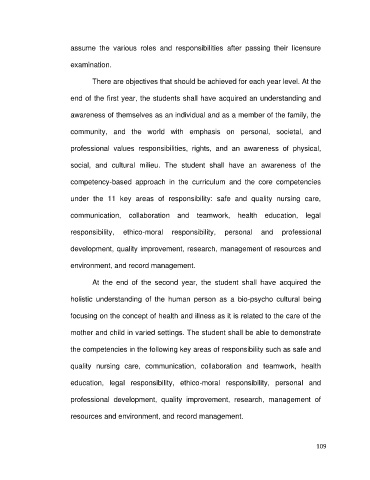 assume the various roles and responsibilities after passing their licensure
examination.
There are objectives that should be achieved for each year level. At the
end of the first year, the students shall have acquired an understanding and
awareness of themselves as an individual and as a member of the family, the
community, and the world with emphasis on personal, societal, and
professional values responsibilities, rights, and an awareness of physical,
social, and cultural milieu. The student shall have an awareness of the
competency-based approach in the curriculum and the core competencies
under the 11 key areas of responsibility: safe and quality nursing care,
communication, collaboration and teamwork, health education, legal
responsibility, ethico-moral responsibility, personal and professional
development, quality improvement, research, management of resources and
environment, and record management.
At the end of the second year, the student shall have acquired the
holistic understanding of the human person as a bio-psycho cultural being
focusing on the concept of health and illness as it is related to the care of the
mother and child in varied settings. The student shall be able to demonstrate
the competencies in the following key areas of responsibility such as safe and
quality nursing care, communication, collaboration and teamwork, health
education, legal responsibility, ethico-moral responsibility, personal and
professional development, quality improvement, research, management of
resources and environment, and record management.
109